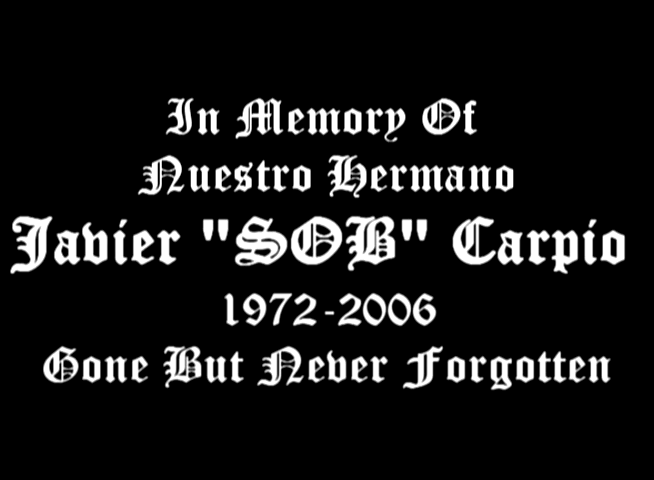 In Memory Of
Nuestro Hermano
Javier "SOB" Carpio
1972-2006
Gone But Never Forgotten